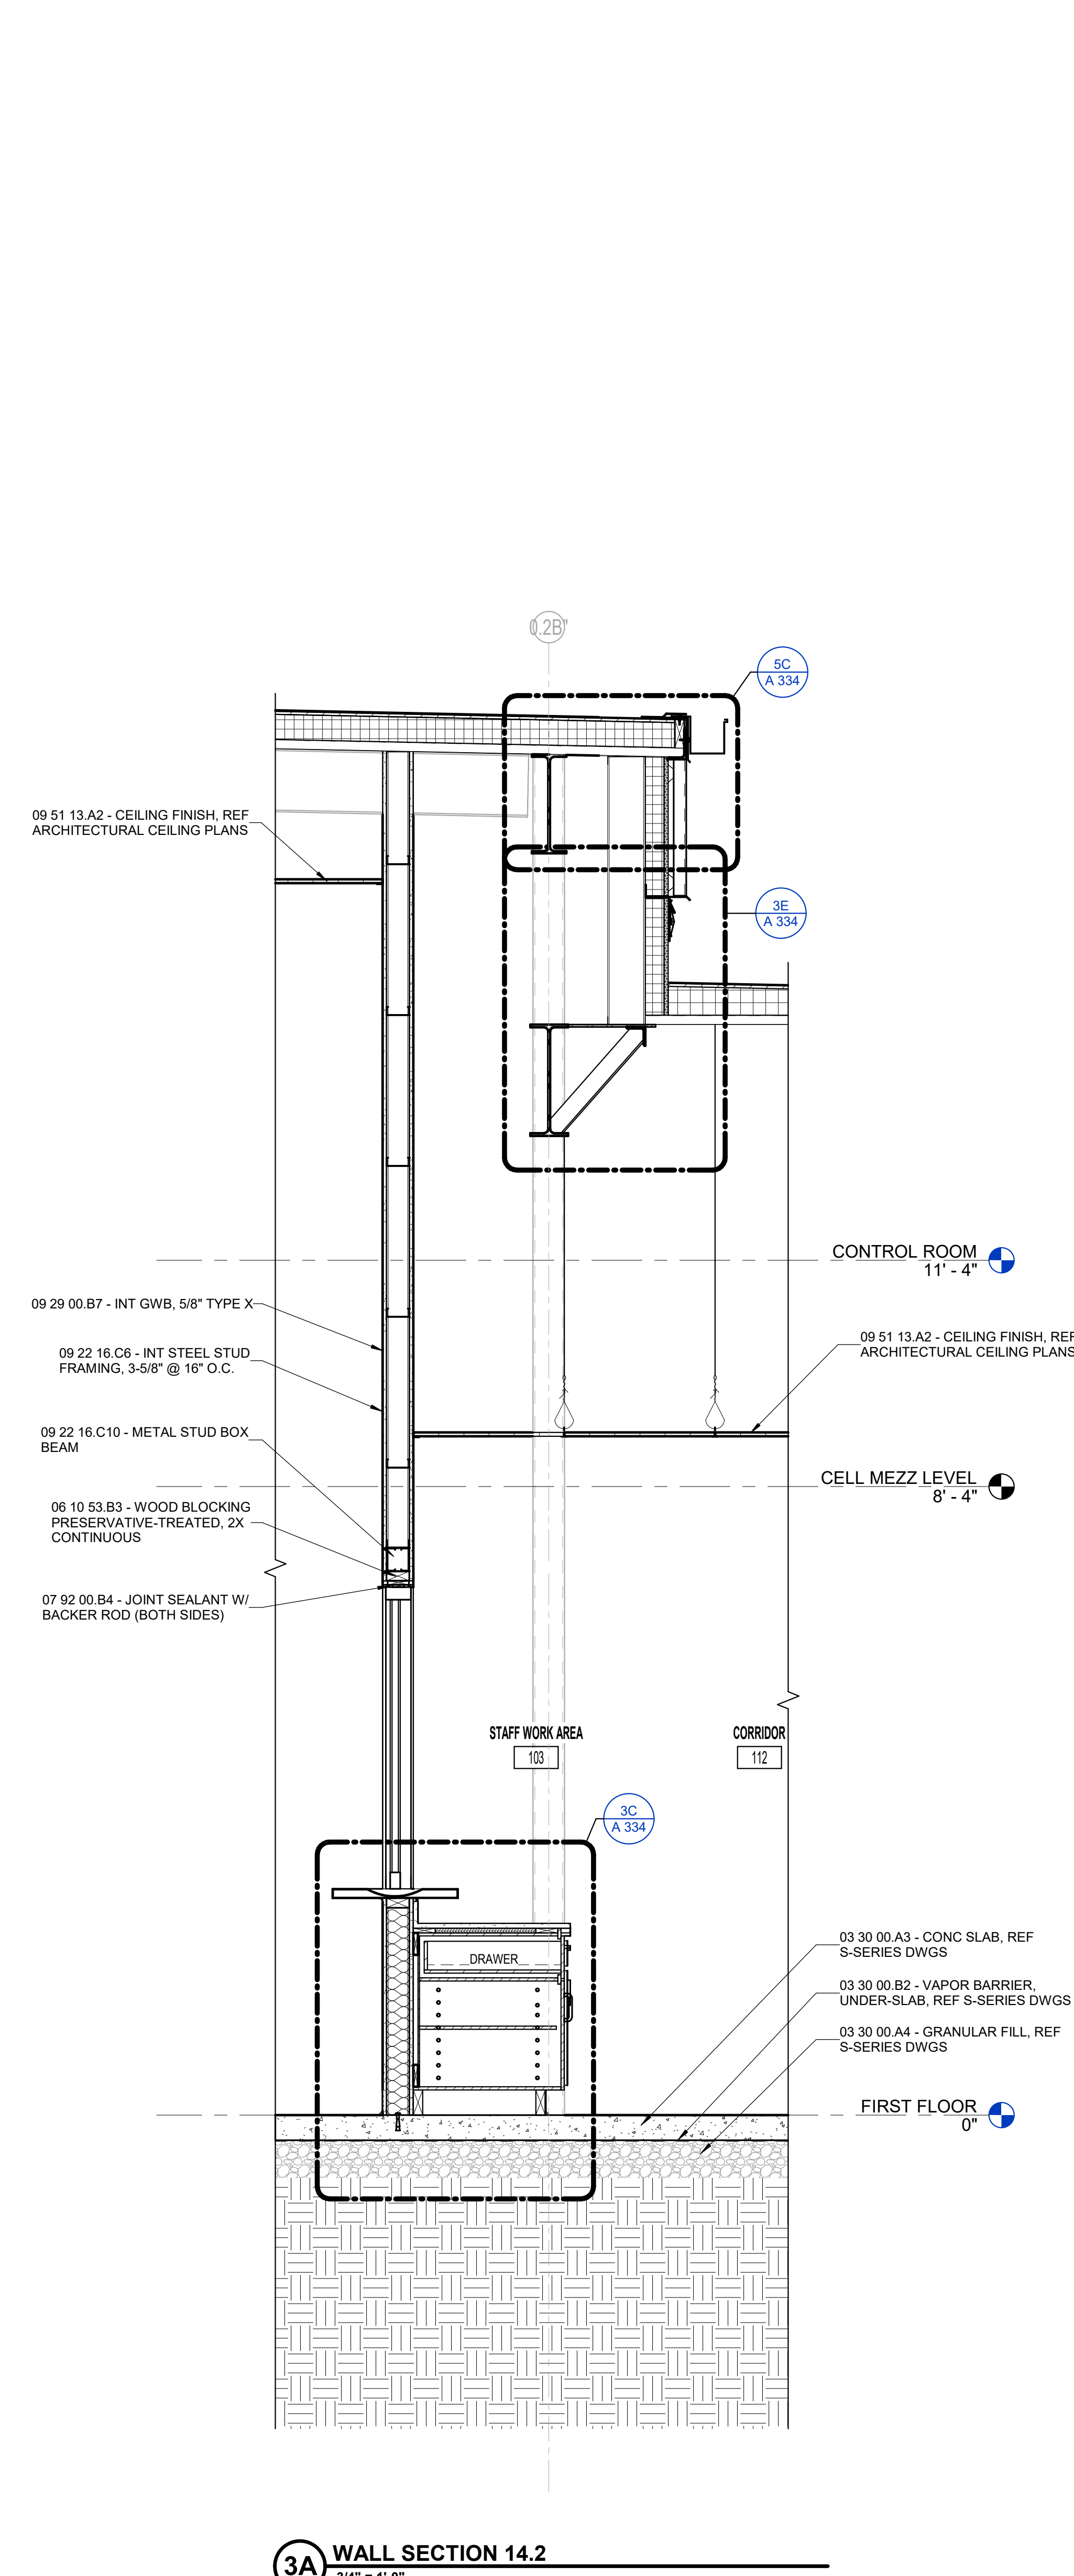 0.2B"
5C
A 334
09 51 13.A2 - CEILING FINISH, REF
ARCHITECTURAL CEILING PLANS
3E
A 334
CONTROL ROOM
11' - 4"
09 29 00.B7 - INT GWB, 5/8" TYPE X
09 51 13.A2 - CEILING FINISH, REF
ARCHITECTURAL CEILING PLANS
09 22 16.C6 - INT STEEL STUD
FRAMING, 3-5/8" @ 16" O.C.
09 22 16.C10 - METAL STUD BOX
BEAM
CELL MEZZ LEVEL
8' - 4"
06 10 53.B3 - WOOD BLOCKING
PRESERVATIVE-TREATED, 2X
CONTINUOUS
07 92 00.B4 - JOINT SEALANT W/
BACKER ROD (BOTH SIDES)
STAFF WORK AREA
103
CORRIDOR
112
3C
A 334
DRAWER
03 30 00.A3 - CONC SLAB, REF
S-SERIES DWGS
03 30 00.B2 - VAPOR BARRIER,
UNDER-SLAB, REF S-SERIES DWGS
03 30 00.A4 - GRANULAR FILL, REF
S-SERIES DWGS
FIRST FLOOR
0"
3A
WALL SECTION 14.2
3/4" = 1'-0"